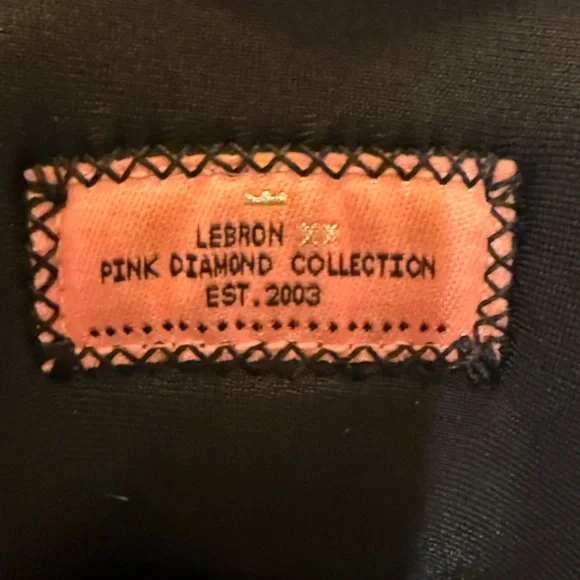 LEBRON XX
PINK DIAMOND COLLECTION
EST.2003